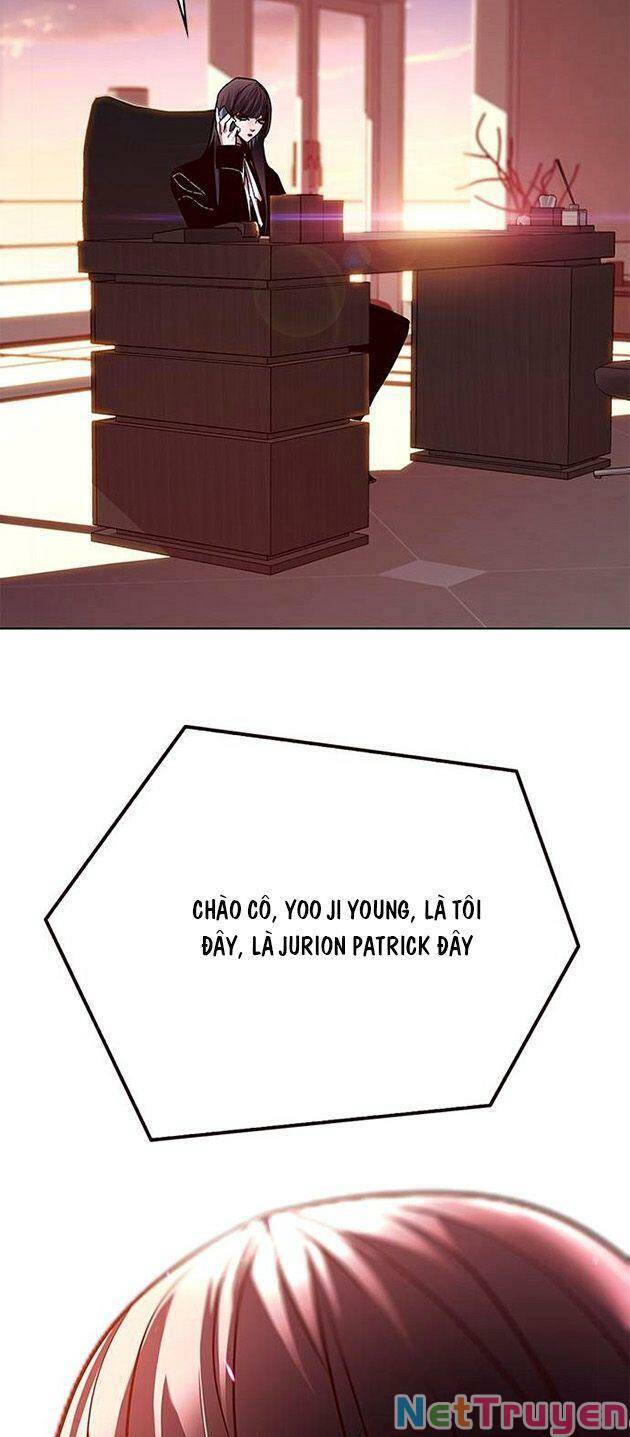 CHÀO CÔ, YOO JI YOUNG, LÀ TÔI
ĐÂY, LÀ JURION PATRICK ĐÂY
NetTruyen